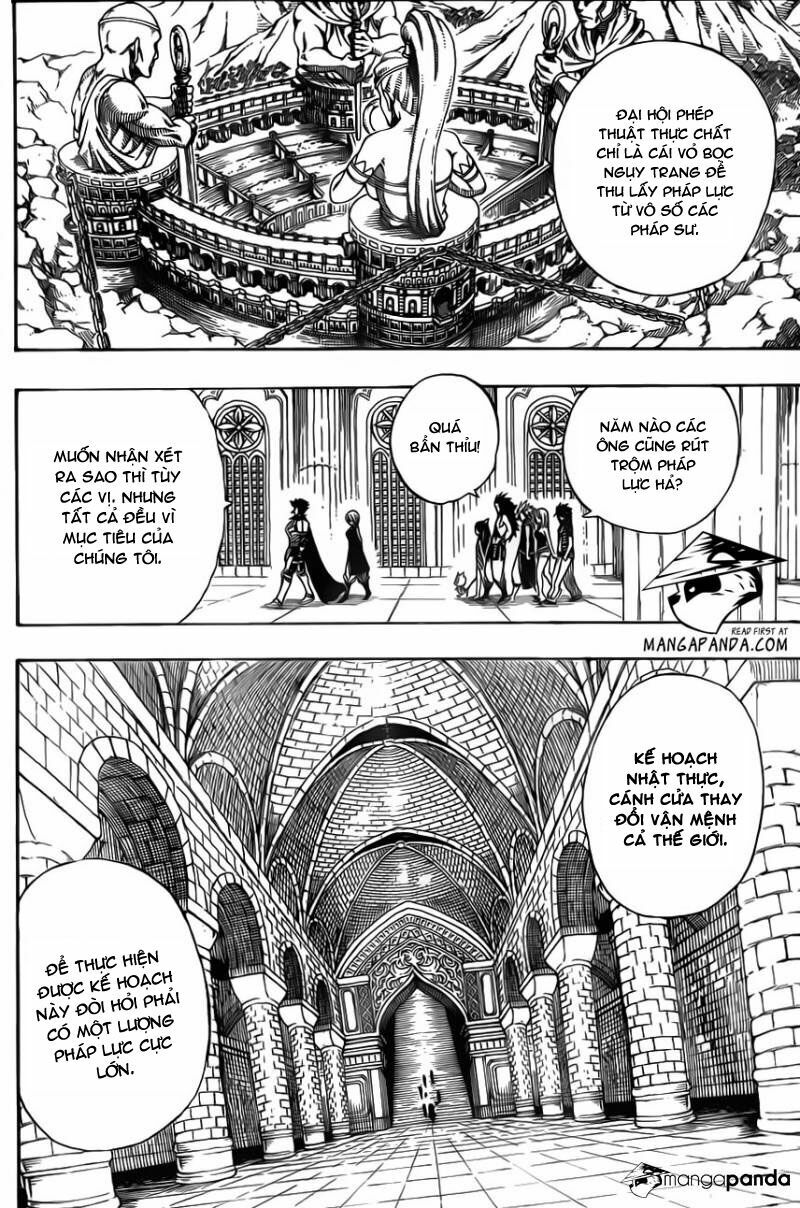 ĐẠI HỘI PHÉP
THUẬT THỰC CHẤT
CHỈ LÀ CÁI VỎ BỌC
NGỤY TRANG ĐỂ
THU LẤY PHÁP LỰC
TỪ VÔ SỐ CÁC
PHÁP SƯ.
NĂM NÀO CÁC
ÔNG CŨNG RÚT
TRỘM PHÁP
LỰC HẢ?
QUÁ
BẨN THỈU!
MUỐN NHẬN XÉT
RA SAO THÌ TÙY
CÁC VỊ. NHƯNG
TẤT CẢ ĐỀU VÌ
MỤC TIÊU CỦA
CHÚNG TÔI.
READ FIRST AT
MANGAPANDA.COM
KẾ HOẠCH
NHẬT THỰC,
CÁNH CỬA THAY
ĐỔI VẬN MỆNH
CẢ THẾ GIỚI.
ĐỂ THỰC HIỆN
ĐƯỢC KẾ HOẠCH
NÀY ĐÒI HỎI PHẢI
CÓ MỘT LƯỢNG
PHÁP LỰC CỰC
LỚN.
mangapanda